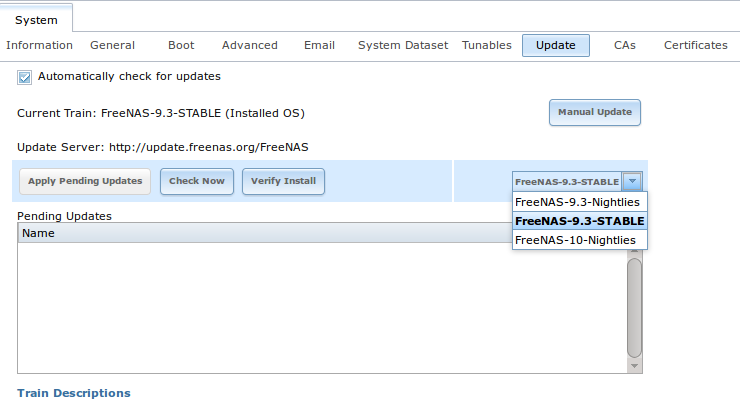 System
Information General Boot Advanced Email System Dataset Tunables Update CAs Certificates
Automatically check for updates
Current Train: FreeNAS-9.3-STABLE (Installed OS) Manual Update
Update Server: http://update.freenas.org/FreeNAS
Apply Pending Updates Check Now Verify Install FreeNAS-9.3-STABLE
FreeNAS-9.3-Nightlies
FreeNAS-9.3-STABLE
FreeNAS-10-Nightlies
Pending Updates
Name
Train Descriptions